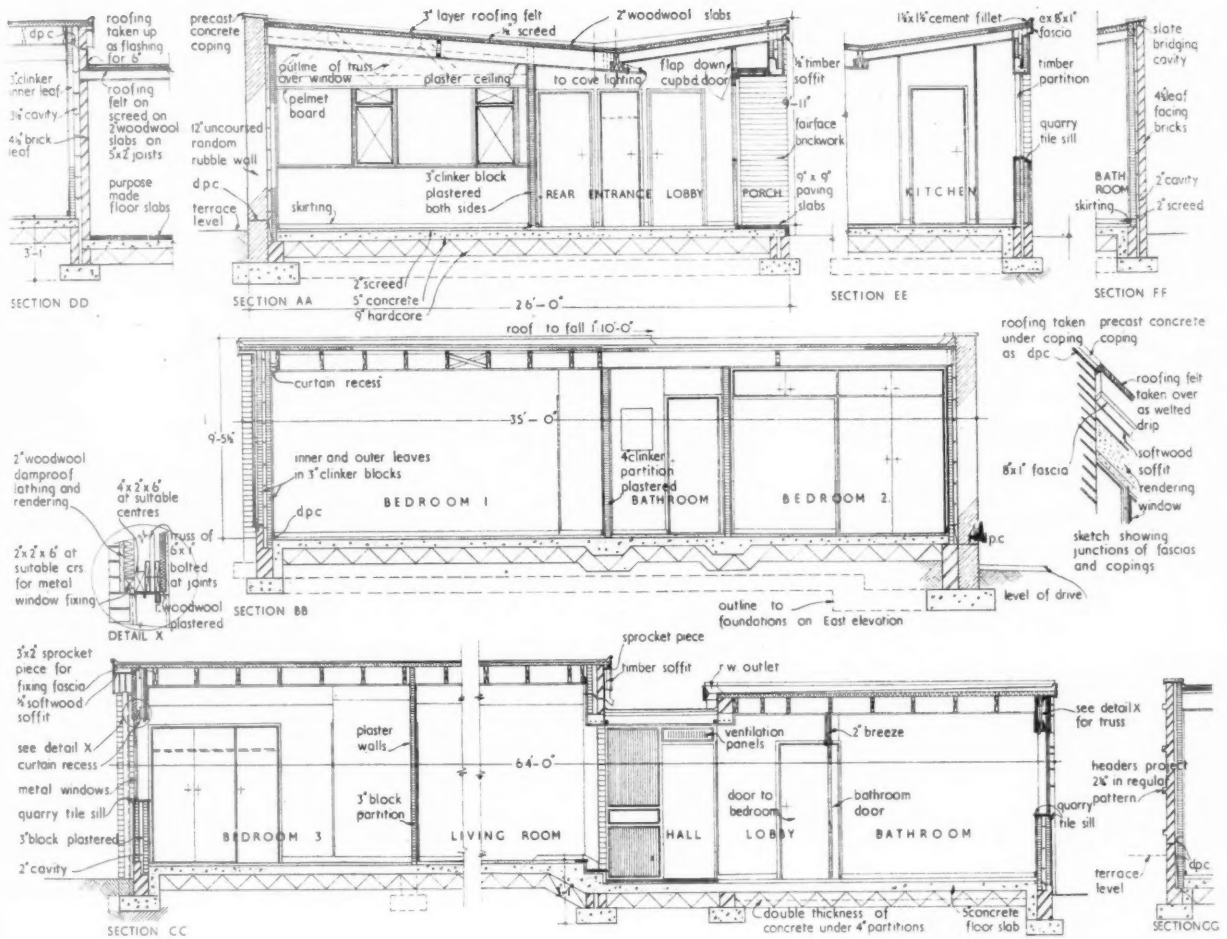 dpc
roofing
taken up
as flashing
for 6"
3" clinker
inner leaf
cavity
4½ brick
leaf
roofing
felt on
screed on
2" woodwool
slabs on
5"x2" joists
purpose
made
floor slabs
3'-1"
SECTION DD
precast
concrete
coping
3" layer roofing felt
screed
2" woodwool slabs
outline of truss
over window
plaster ceiling
to cove lighting
flap down
cupbd. door
½" timber
soffit
pelmet
board
9'-11"
fairface
brickwork
12" uncoursed
random
rubble wall
3" clinker block
plastered
both sides
REAR ENTRANCE LOBBY
PORCH
9" x 9"
paving
slabs
dpc
terrace
level
skirting
2" screed
5" concrete
9" hardcore
SECTION AA
26'-0"
1½"x1½" cement fillet
ex 8"x1"
fascia
timber
partition
quarry
tile sill
KITCHEN
SECTION EE
slate
bridging
cavity
4½" leaf
facing
bricks
BATH
ROOM
skirting
2" cavity
2" screed
SECTION FF
roof to fall 1" 10'-0"
curtain recess
35'-0"
9'-5½"
inner and outer leaves
in 3" clinker blocks
4" clinker
partition
plastered
BEDROOM 1
BATHROOM
BEDROOM 2
dpc
p.c
level of drive
outline to
foundations on East elevation
SECTION BB
2" woodwool
damproof
lathing and
rendering
4"x2"x6"
at suitable
centres
truss of
6"x1"
bolted
at joints
2"x2"x6" at
suitable crs.
for metal
window fixing
1" woodwool
plastered
DETAIL X
roofing taken
under coping
as dpc
precast concrete
coping
roofing felt
taken over
as welted
drip
softwood
soffit
rendering
window
8"x1" fascia
sketch showing
junctions of fascias
and copings
3"x2" sprocket
piece for
fixing fascia
softwood
soffit
see detail X
curtain recess
metal windows
quarry tile sill
3" block plastered
2" cavity
plaster
walls
3" block
partition
64'-0"
BEDROOM 3
LIVING ROOM
sprocket piece
timber soffit
r.w. outlet
ventilation
panels
2" breeze
door to
bedroom
bathroom
door
HALL
LOBBY
BATHROOM
see detail X
for truss
quarry
tile sill
double thickness of
concrete under 4" partitions
5 concrete
floor slab
SECTION CC
headers project
2¼" in regular
pattern
terrace
level
dpc
SECTION GG